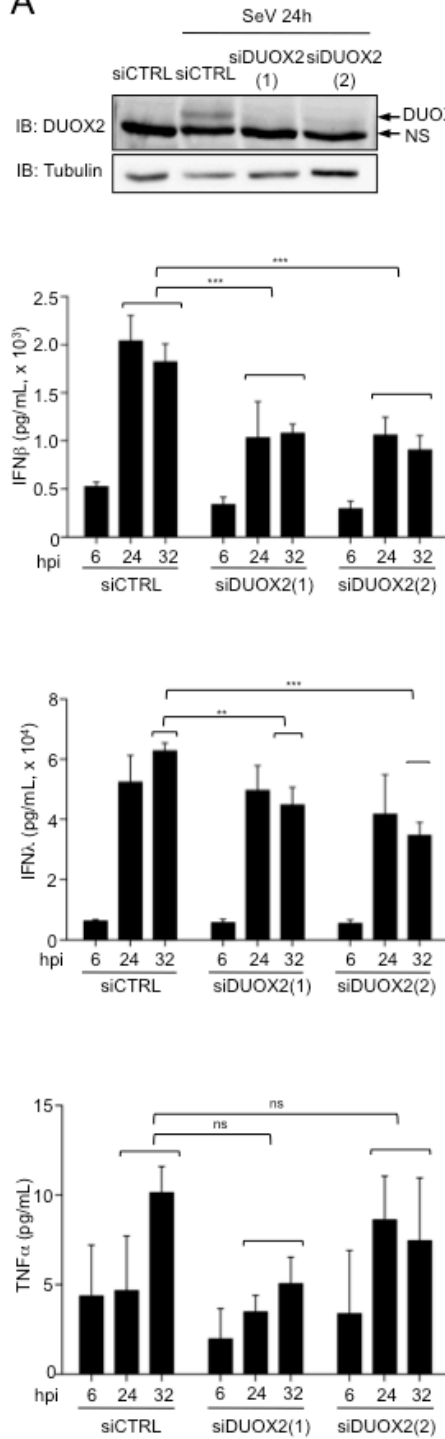 A
SeV 24h
siCTRL siCTRL siDUOX2 (1) siDUOX2 (2)
IB: DUOX2
DUOX
NS
IB: Tubulin
***
***
2.5
2.0
1.5
1.0
0.5
0
IFNβ (pg/mL, x 10³)
hpi 6 24 32 6 24 32 6 24 32
siCTRL siDUOX2(1) siDUOX2(2)
***
**
8
6
4
2
0
IFNλ (pg/mL, x 10⁴)
hpi 6 24 32 6 24 32 6 24 32
siCTRL siDUOX2(1) siDUOX2(2)
ns
ns
15
10
5
0
TNFα (pg/mL)
hpi 6 24 32 6 24 32 6 24 32
siCTRL siDUOX2(1) siDUOX2(2)